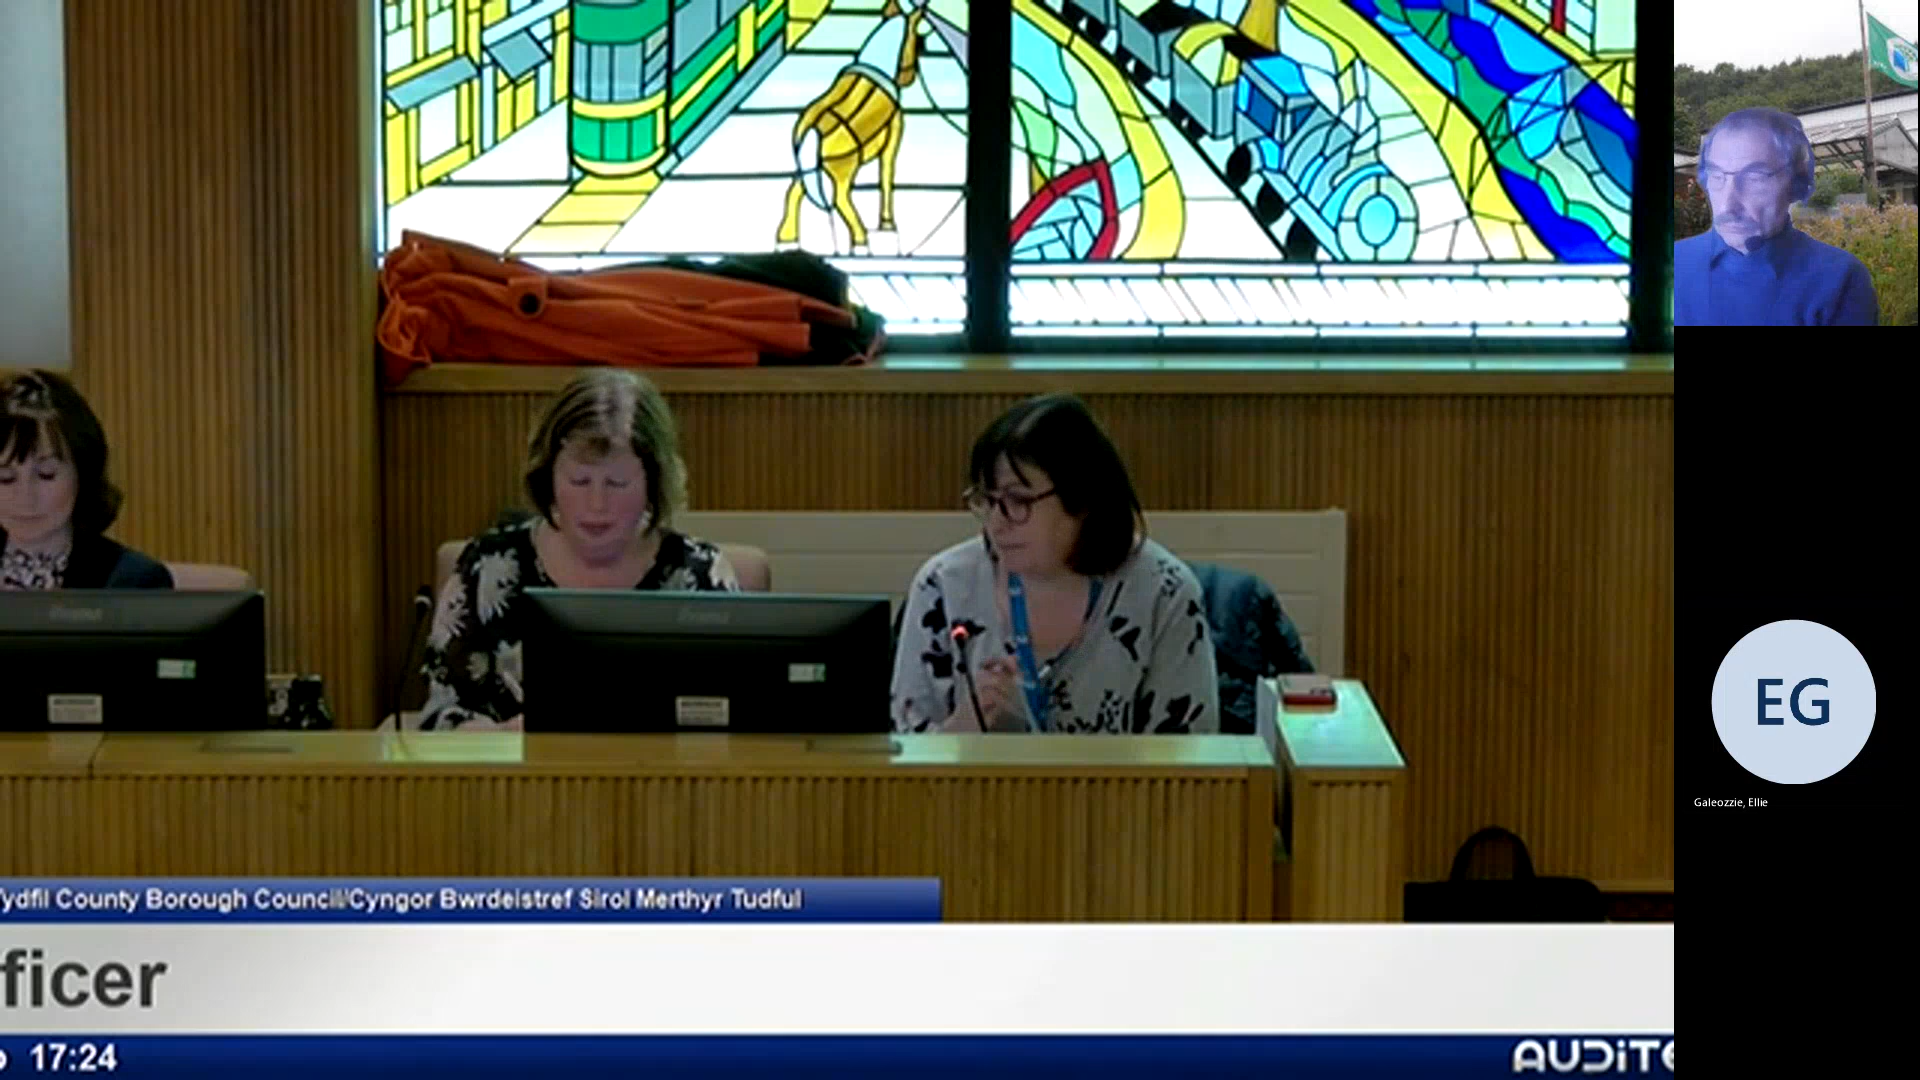 ydfil County Borough Council/Cyngor Bwrdeistref Sirol Merthyr Tudful
ficer
17:24
AUDiTe
EG
Galeozzie, Ellie